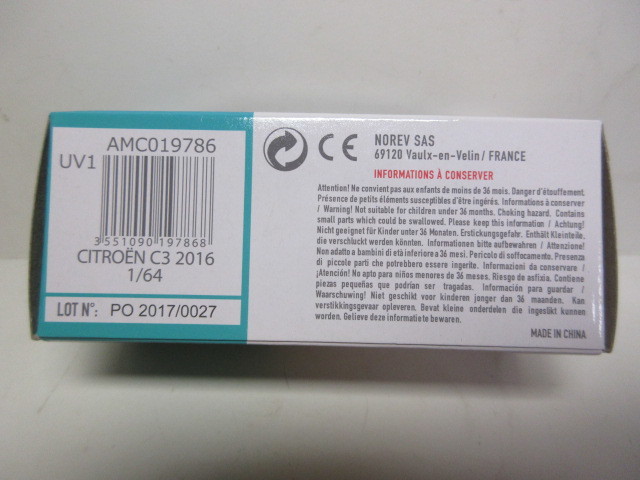 AMC019786
UV1
3 551090 197868
CITROËN C3 2016
1/64
LOT N°: PO 2017/0027
CE
NOREV SAS
69120 Vaulx-en-Velin / FRANCE
INFORMATIONS À CONSERVER
Attention! Ne convient pas aux enfants de moins de 36 mois. Danger d'étouffement.
Présence de petits éléments susceptibles d'être ingérés. Informations à conserver
/ Warning! Not suitable for children under 36 months. Choking hazard. Contains
small parts which could be swallowed. Please keep this information / Achtung!
Nicht geeignet für Kinder unter 36 Monaten. Erstickungsgefahr. Enthält Kleinteile,
die verschluckt werden könnten. Informationen bitte aufbewahren / Attenzione!
Non adatto a bambini di età inferiore a 36 mesi. Pericolo di soffocamento. Presenza
di piccole parti che potrebbero essere ingerite. Informazioni da conservare /
¡Atención! No apto para niños menores de 36 meses. Riesgo de asfixia. Contiene
piezas pequeñas que podrían ser tragadas. Información para guardar /
Waarschuwing! Niet geschikt voor kinderen jonger dan 36 maanden. Kan
verstikkingsgevaar opleveren. Bevat kleine onderdelen die ingeslikt kunnen
worden. Gelieve deze informatie te bewaren.
MADE IN CHINA